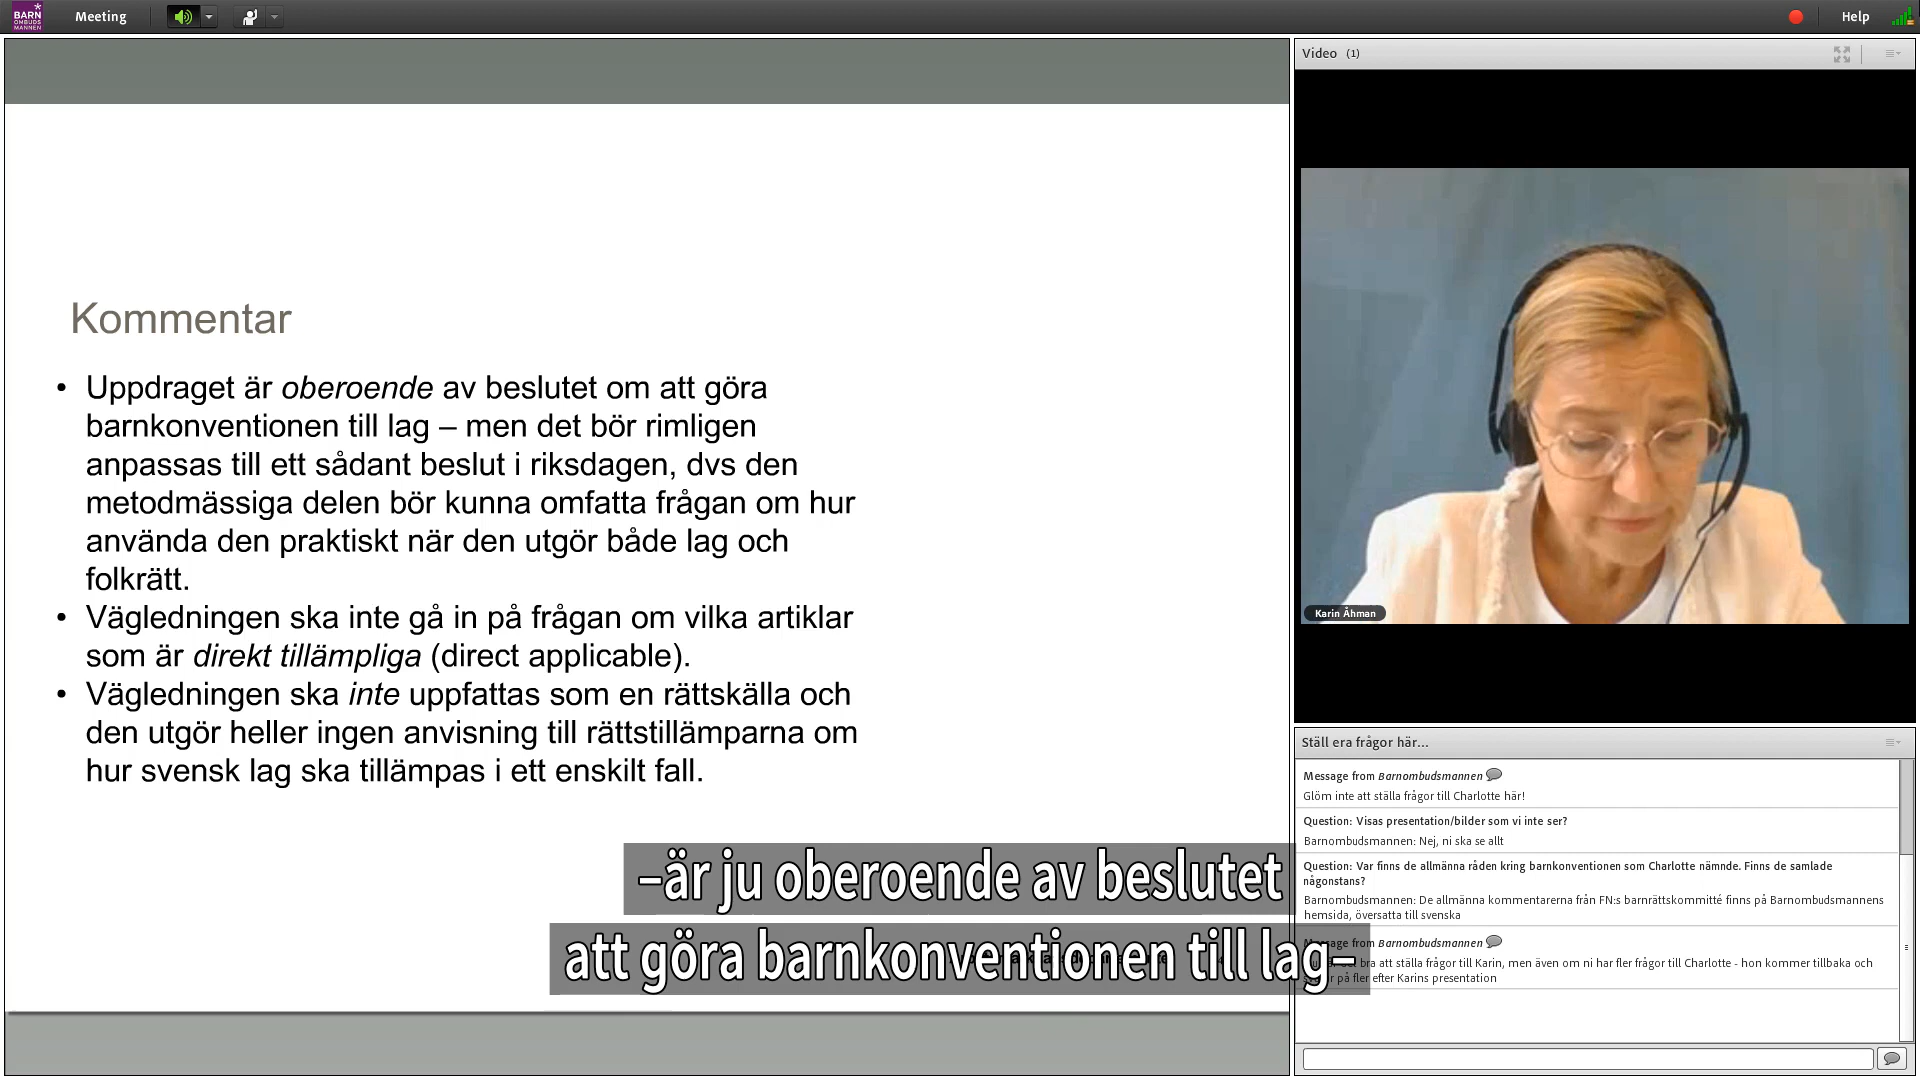 BARN
OMBUDS
MANNEN
Meeting
Help
Kommentar
• Uppdraget är oberoende av beslutet om att göra
barnkonventionen till lag – men det bör rimligen
anpassas till ett sådant beslut i riksdagen, dvs den
metodmässiga delen bör kunna omfatta frågan om hur
använda den praktiskt när den utgör både lag och
folkrätt.
• Vägledningen ska inte gå in på frågan om vilka artiklar
som är direkt tillämpliga (direct applicable).
• Vägledningen ska inte uppfattas som en rättskälla och
den utgör heller ingen anvisning till rättstillämparna om
hur svensk lag ska tillämpas i ett enskilt fall.
–är ju oberoende av beslutet
att göra barnkonventionen till lag–
Video (1)
Karin Åhman
Ställ era frågor här...
Message from Barnombudsmannen
Glöm inte att ställa frågor till Charlotte här!
Question: Visas presentation/bilder som vi inte ser?
Barnombudsmannen: Nej, ni ska se allt
Question: Var finns de allmänna råden kring barnkonventionen som Charlotte nämnde. Finns de samlade
någonstans?
Barnombudsmannen: De allmänna kommentarerna från FN:s barnrättskommitté finns på Barnombudsmannens
hemsida, översatta till svenska
Message from Barnombudsmannen
bra att ställa frågor till Karin, men även om ni har fler frågor till Charlotte - hon kommer tillbaka och
på fler efter Karins presentation